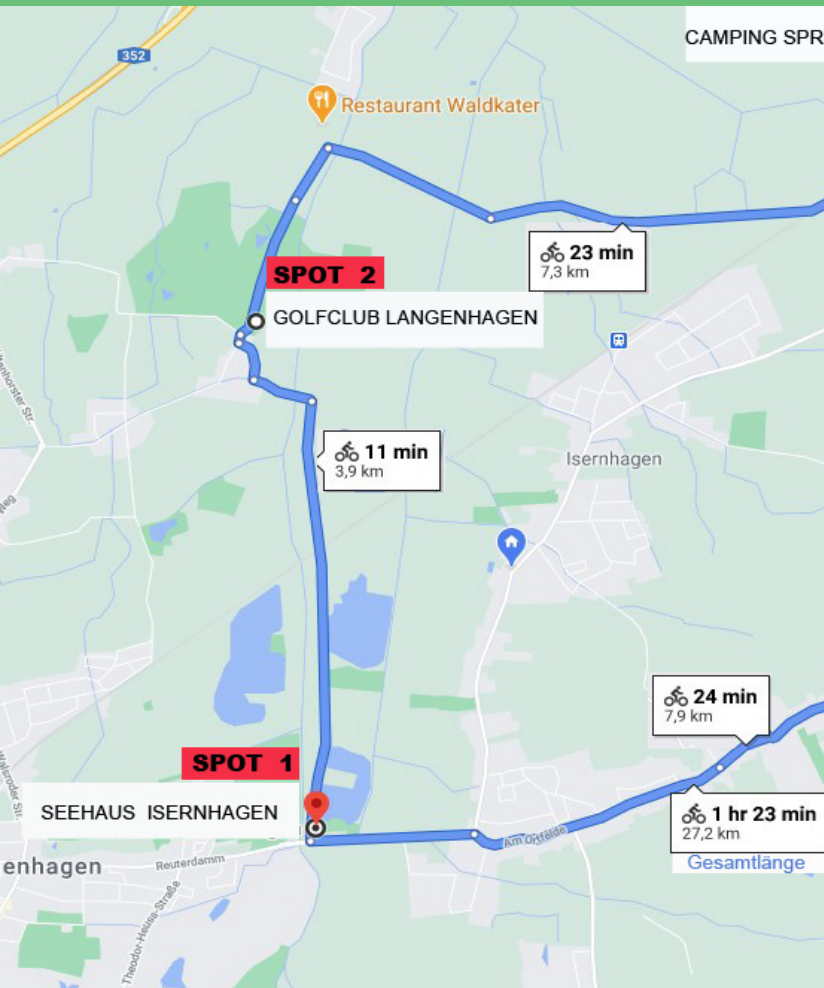 CAMPING SPR
352
Restaurant Waldkater
23 min
7,3 km
SPOT 2
GOLFCLUB LANGENHAGEN
11 min
3,9 km
Isernhagen
24 min
7,9 km
SPOT 1
SEEHAUS ISERNHAGEN
1 hr 23 min
27,2 km
Gesamtlänge
Am Ortfelde
enhagen
Reuterdamm
Walsroder Str.
Theodor-Heuss-Straße